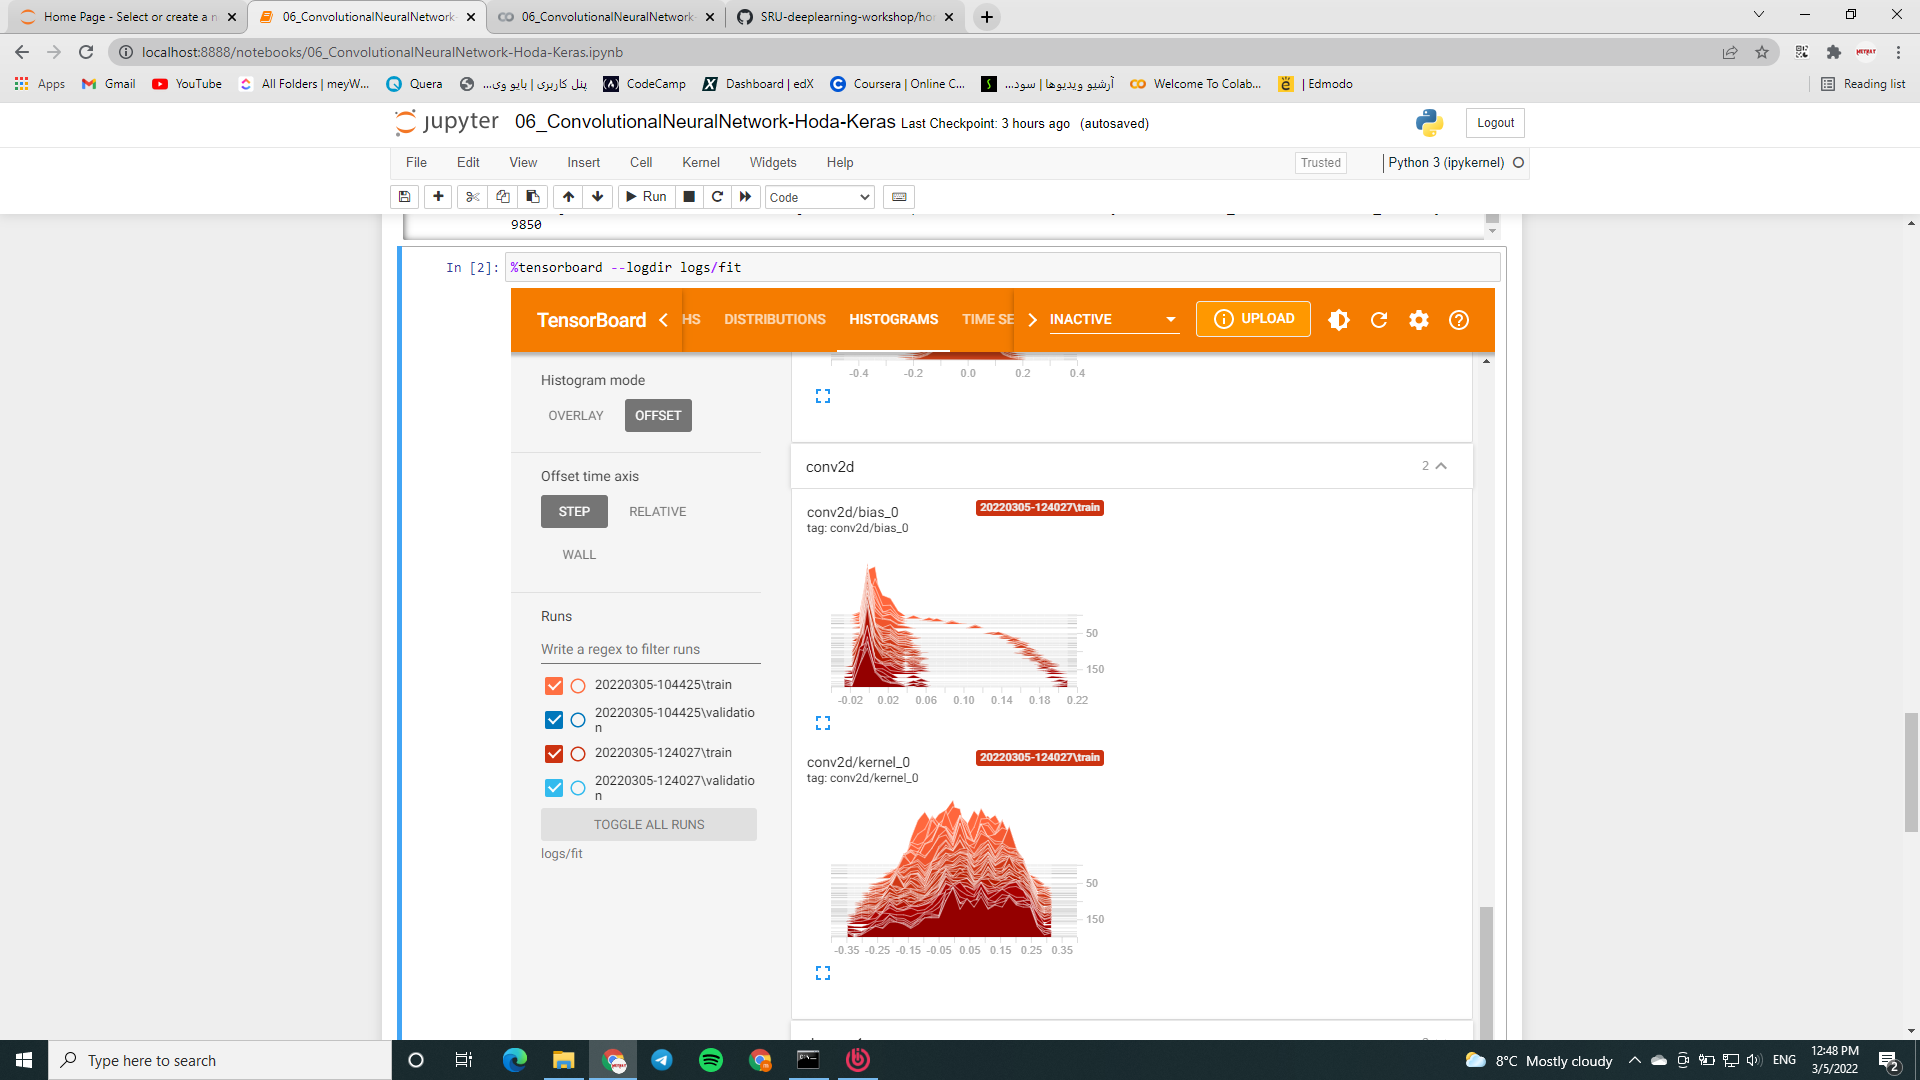 Home Page - Select or create a n
06_ConvolutionalNeuralNetwork-
06_ConvolutionalNeuralNetwork-
SRU-deeplearning-workshop/ho
localhost:8888/notebooks/06_ConvolutionalNeuralNetwork-Hoda-Keras.ipynb
Apps
Gmail
YouTube
All Folders | meyW...
Quera
پنل کاربری | بایو وی...
CodeCamp
Dashboard | edX
Coursera | Online C...
آرشیو ویدیوها | سود...
Welcome To Colab...
| Edmodo
Reading list
jupyter
06_ConvolutionalNeuralNetwork-Hoda-Keras Last Checkpoint: 3 hours ago (autosaved)
Logout
File Edit View Insert Cell Kernel Widgets Help
Trusted
Python 3 (ipykernel)
Run
Code
9850
In [2]: %tensorboard --logdir logs/fit
TensorBoard
HS
DISTRIBUTIONS
HISTOGRAMS
TIME SE
INACTIVE
UPLOAD
Histogram mode
OVERLAY OFFSET
Offset time axis
STEP RELATIVE
WALL
Runs
Write a regex to filter runs
20220305-104425\train
20220305-104425\validatio
n
20220305-124027\train
20220305-124027\validatio
n
TOGGLE ALL RUNS
logs/fit
-0.4 -0.2 0.0 0.2 0.4
conv2d
2
conv2d/bias_0
tag: conv2d/bias_0
20220305-124027\train
50
150
-0.02 0.02 0.06 0.10 0.14 0.18 0.22
conv2d/kernel_0
tag: conv2d/kernel_0
20220305-124027\train
50
150
-0.35 -0.25 -0.15 -0.05 0.05 0.15 0.25 0.35
Type here to search
8°C Mostly cloudy
ENG
12:48 PM
3/5/2022
2